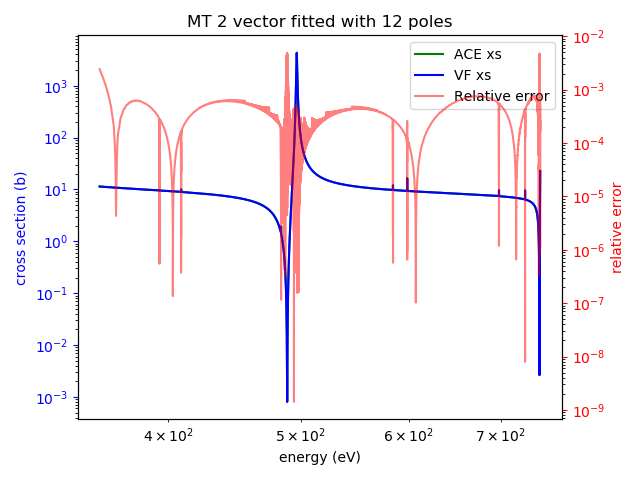 MT 2 vector fitted with 12 poles
ACE xs
VF xs
Relative error
cross section (b)
10³
10²
10¹
10⁰
10⁻¹
10⁻²
10⁻³
10⁻²
10⁻³
10⁻⁴
10⁻⁵
10⁻⁶
10⁻⁷
10⁻⁸
10⁻⁹
relative error
4 × 10² 5 × 10² 6 × 10² 7 × 10²
energy (eV)